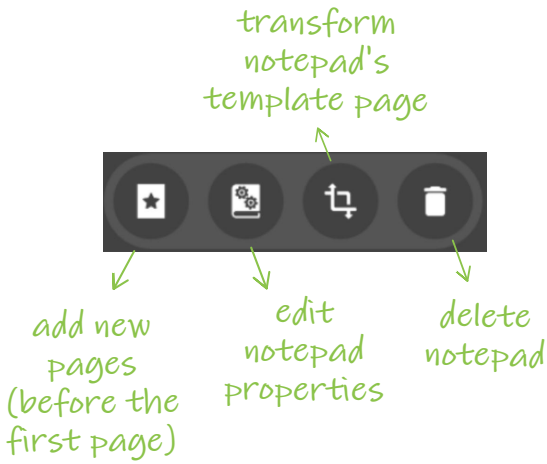 transform
notepad's
template page
add new
pages
(before the
first page)
edit
notepad
properties
delete
notepad